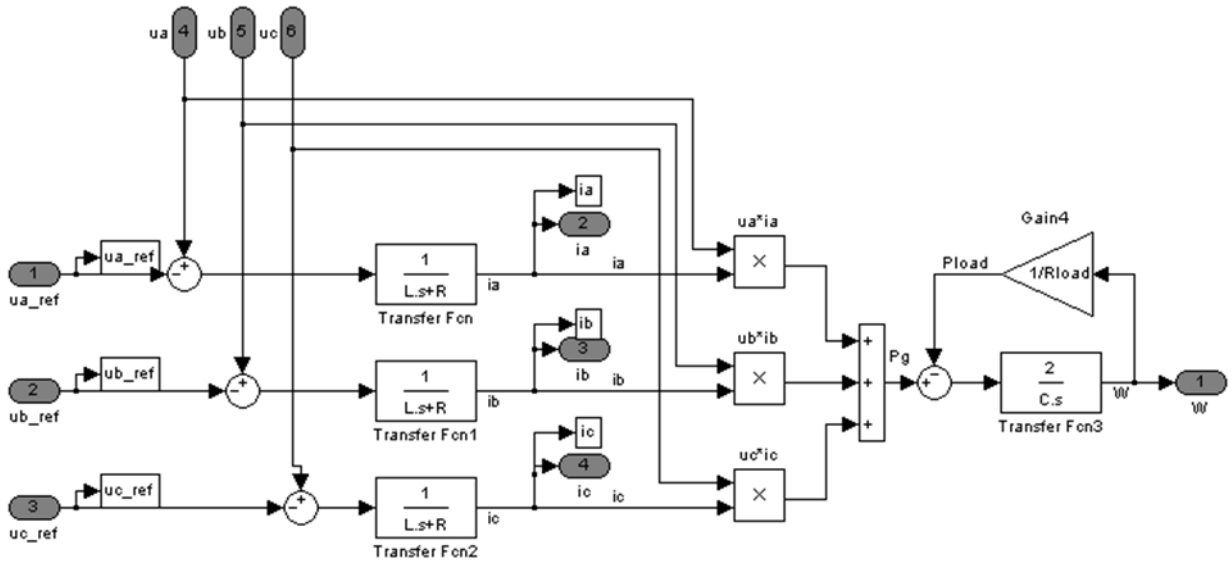 ua 4 ub 5 uc 6
ia
2
ua*ia
Gain4
1
ua_ref
ua_ref
- +
1
L.s+R
ia
Transfer Fcn
ia
ia
×
Pload
1/Rload
ib
3
ub*ib
2
ub_ref
ub_ref
- +
1
L.s+R
ib
Transfer Fcn1
ib
ib
×
+
+
+
Pg
+ -
2
C.s
Transfer Fcn3
W
1
W
ic
4
uc*ic
3
uc_ref
uc_ref
- +
1
L.s+R
ic
Transfer Fcn2
ic
ic
×